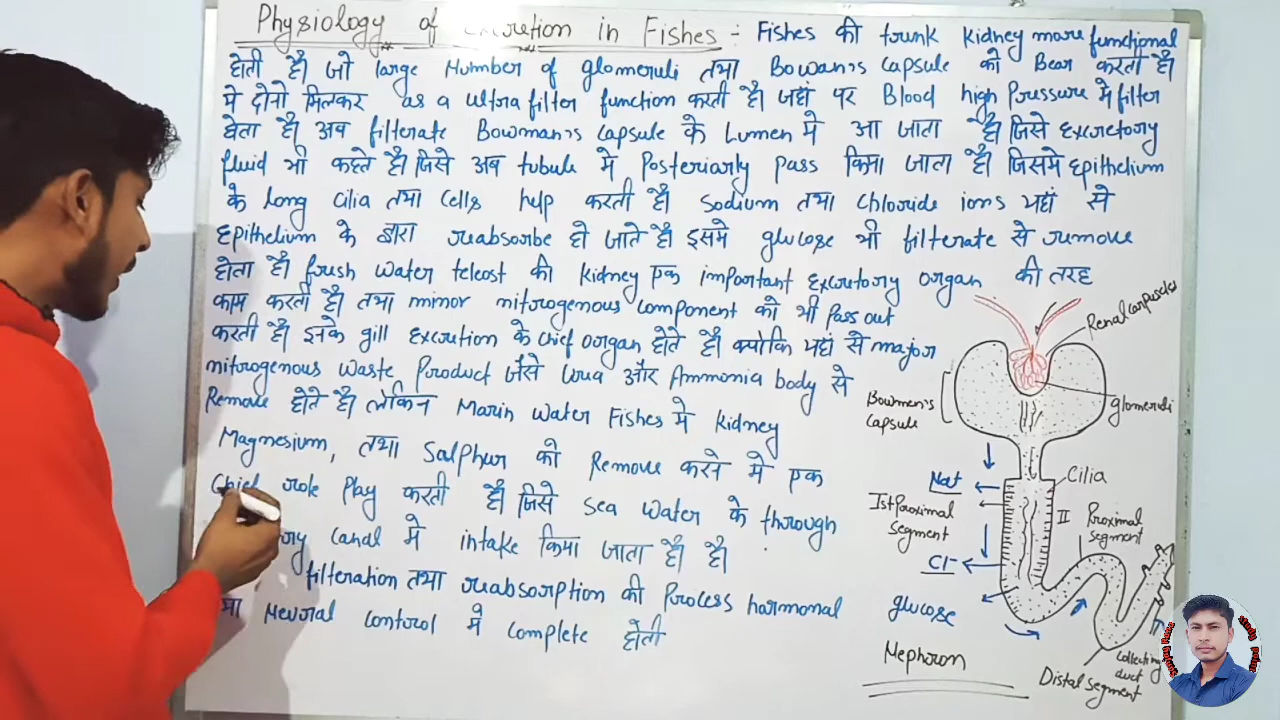 Physiology of Excretion in Fishes :- Fishes की trunk Kidney more functional
होती है। जो large Number of glomeruli तथा Bowan's Capsule को Bear करती है।
ये दोनो मिलकर as a ultra filter function करती है। जहां पर Blood high Pressure मे filter
होता है। अब filterate Bowman's Capsule के Lumen मे आ जाता है। जिसे Excretory
fluid भी कहते है। जिसे अब tubule मे Posteriarly pass किया जाता है। जिसमे Epithelium
के long Cilia तथा Cells help करती है। Sodium तथा Chloride ions यहां से
Epithelium के द्वारा reabsorbe हो जाते है। इसमे glucose भी filterate से remove
होता है। fresh water teleost की kidney एक important Excretory organ की तरह
काम करती है। तथा minor nitrogenous component को भी Pass out
करती है। इनके gill Excretion के chief organ होते है। क्योकि यहां से major
nitrogenous waste Product जैसे Urea और Ammonia body से
Remove होते है। लेकिन Marin water Fishes मे kidney
Magnesium, तथा Salphur को Remove करने मे एक
Chief role Play करती है। जिसे Sea Water के through
canal मे intake किया जाता है। है।
filteration तथा reabsorption की Process harmonal
Neural Control मे complete होती
Renal corpuscles
Bowmen's
Capsule
glomeruli
Na+
Cilia
Ist Proximal
Segment
II Proximal
segment
Cl-
glucose
Nephron
Collecting
duct
Distal segment